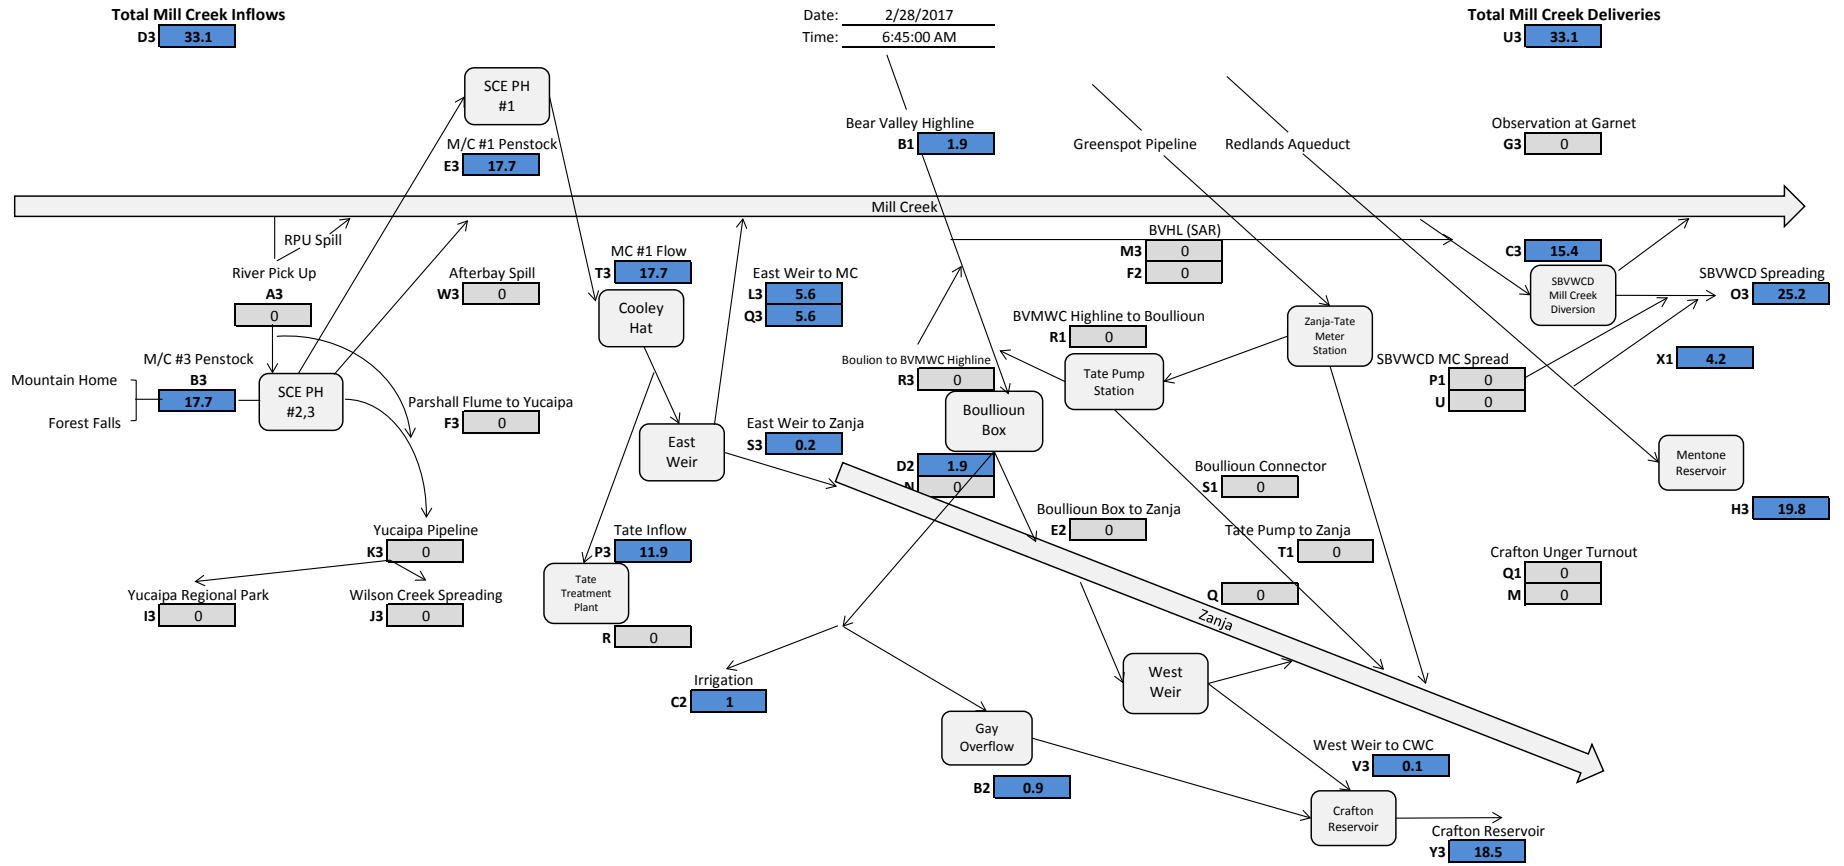 Total Mill Creek Inflows
D3 33.1
Date: 2/28/2017
Time: 6:45:00 AM
Total Mill Creek Deliveries
U3 33.1
SCE PH
#1
M/C #1 Penstock
E3 17.7
Bear Valley Highline
B1 1.9
Greenspot Pipeline
Redlands Aqueduct
Observation at Garnet
G3 0
Mill Creek
RPU Spill
River Pick Up
A3
0
Afterbay Spill
W3 0
MC #1 Flow
T3 17.7
Cooley
Hat
East Weir to MC
L3 5.6
Q3 5.6
BVHL (SAR)
M3 0
F2 0
C3 15.4
SBVWCD
Mill Creek
Diversion
SBVWCD Spreading
O3 25.2
BVMWC Highline to Boullioun
R1 0
Zanja-Tate
Meter
Station
M/C #3 Penstock
B3
17.7
Mountain Home
Forest Falls
SCE PH
#2,3
Parshall Flume to Yucaipa
F3 0
Boulion to BVMWC Highline
R3 0
Tate Pump
Station
SBVWCD MC Spread
P1 0
U 0
X1 4.2
Boullioun
Box
East
Weir
East Weir to Zanja
S3 0.2
D2 1.9
N 0
Boullioun Connector
S1 0
Mentone
Reservoir
H3 19.8
Boullioun Box to Zanja
E2 0
Tate Pump to Zanja
T1 0
Yucaipa Pipeline
K3 0
Tate Inflow
P3 11.9
Tate
Treatment
Plant
R 0
Crafton Unger Turnout
Q1 0
M 0
Yucaipa Regional Park
I3 0
Wilson Creek Spreading
J3 0
Q 0
Zanja
Irrigation
C2 1
West
Weir
Gay
Overflow
B2 0.9
West Weir to CWC
V3 0.1
Crafton
Reservoir
Crafton Reservoir
Y3 18.5